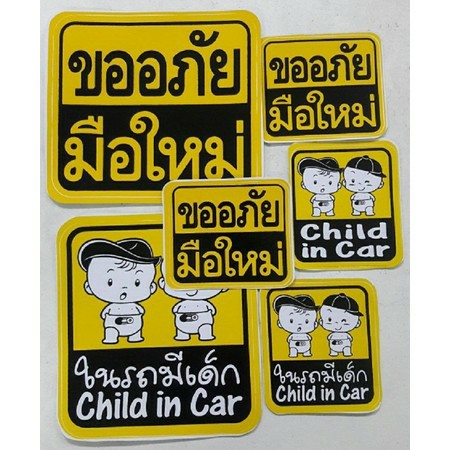 ขออภัย
มือใหม่
ขออภัย
มือใหม่
ขออภัย
มือใหม่
Child
in Car
ในรถมีเด็ก
Child in Car
ในรถมีเด็ก
Child in Car